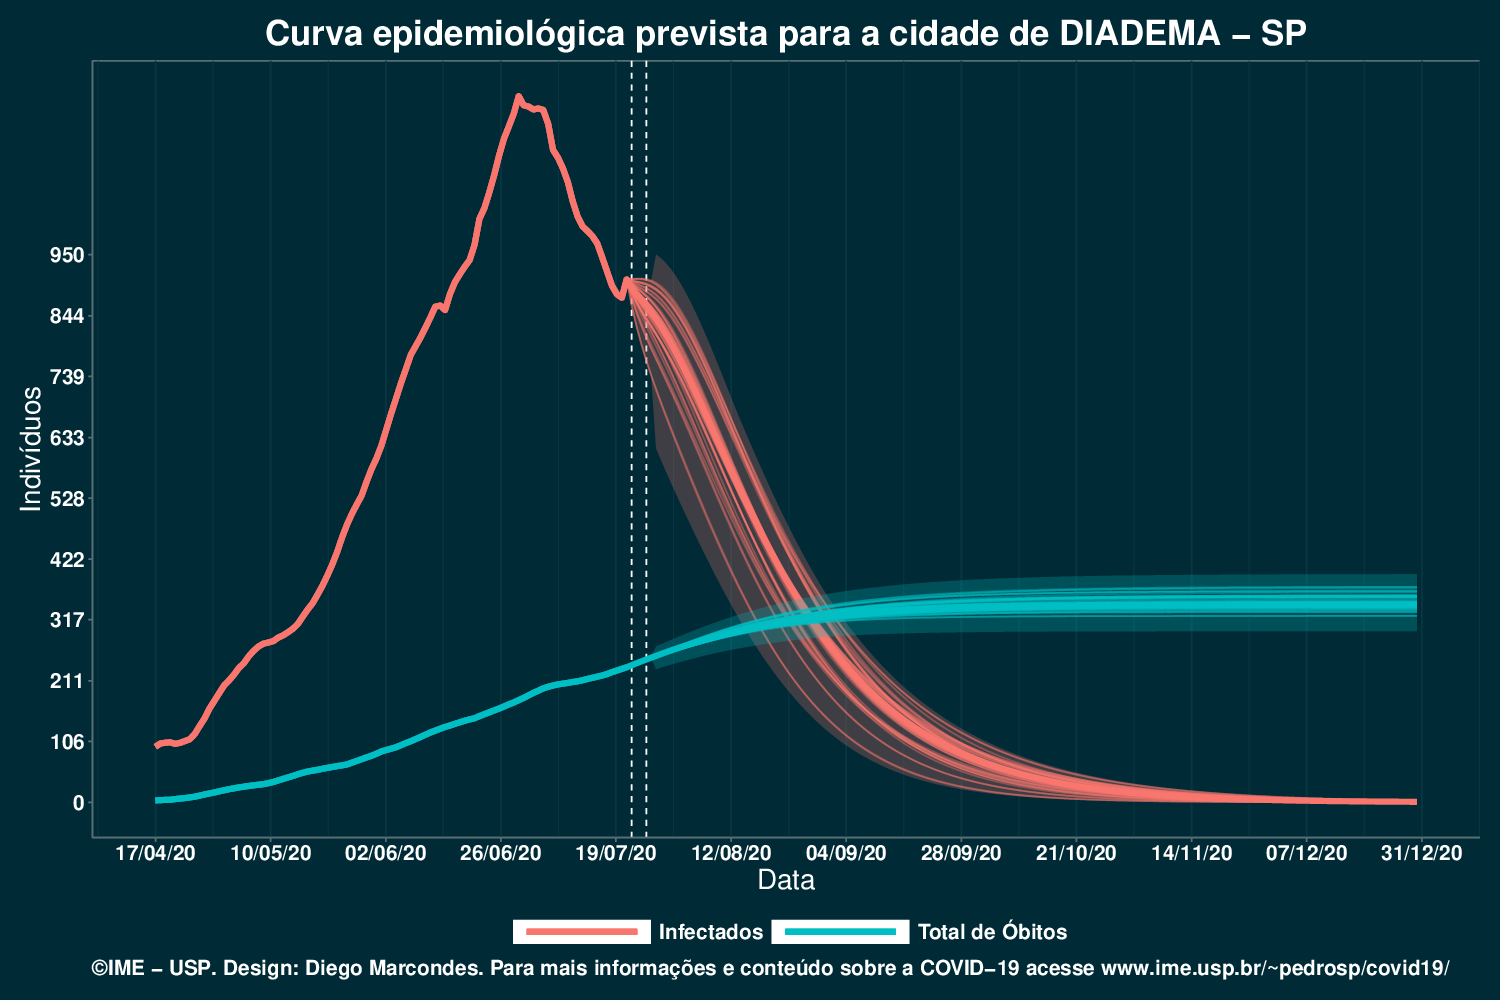 Curva epidemiológica prevista para a cidade de DIADEMA – SP
Indivíduos
950
844
739
633
528
422
317
211
106
0
17/04/20 10/05/20 02/06/20 26/06/20 19/07/20 12/08/20 04/09/20 28/09/20 21/10/20 14/11/20 07/12/20 31/12/20
Data
Infectados Total de Óbitos
©IME – USP. Design: Diego Marcondes. Para mais informações e conteúdo sobre a COVID–19 acesse www.ime.usp.br/~pedrosp/covid19/